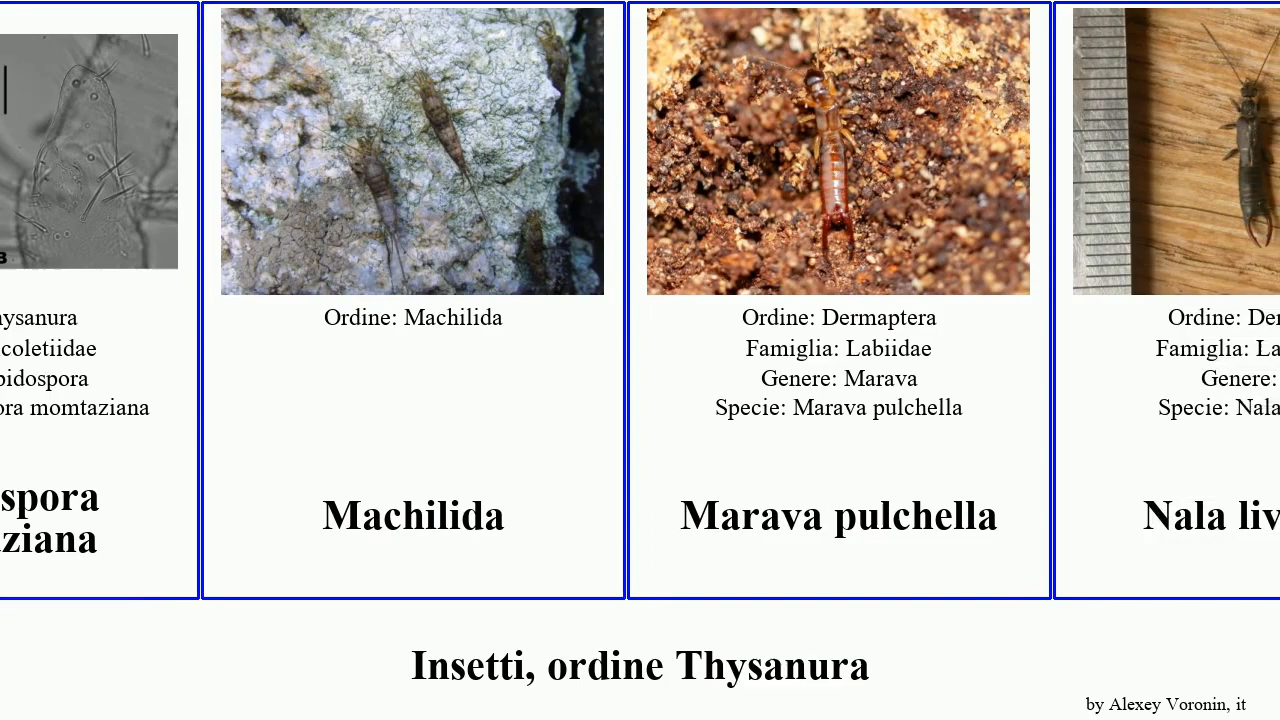 B
ysanura
coletiidae
pidospora
ora momtaziana
spora
ziana
Ordine: Machilida
Machilida
Ordine: Dermaptera
Famiglia: Labiidae
Genere: Marava
Specie: Marava pulchella
Marava pulchella
Ordine: Der
Famiglia: La
Genere:
Specie: Nala
Nala liv
Insetti, ordine Thysanura
by Alexey Voronin, it